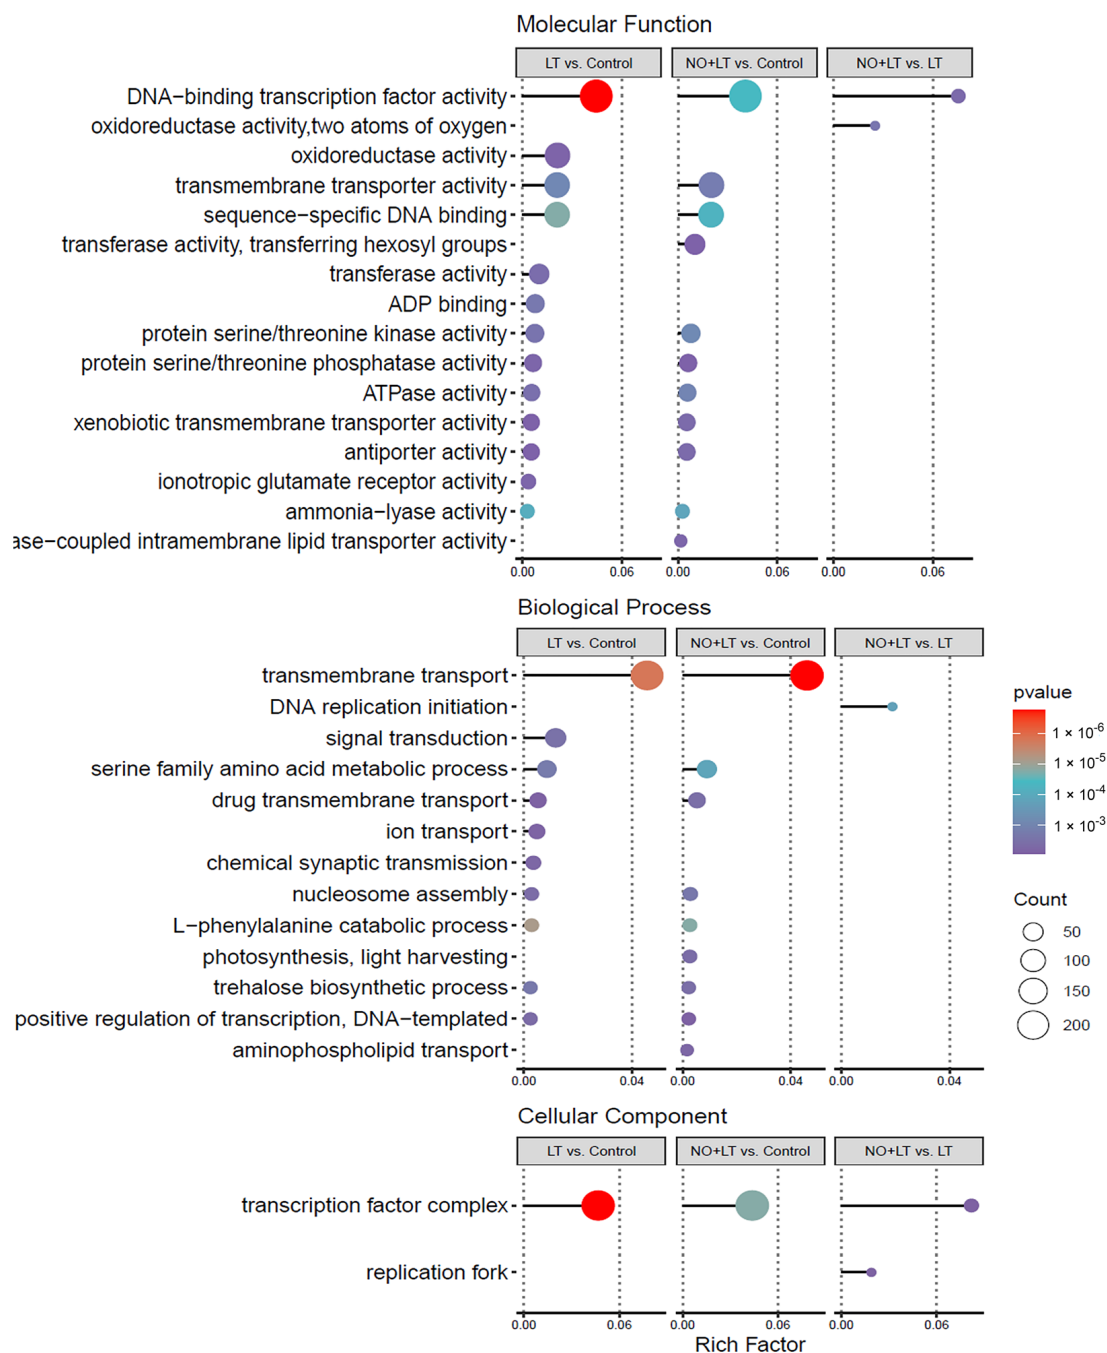 Molecular Function
LT vs. Control
NO+LT vs. Control
NO+LT vs. LT
DNA−binding transcription factor activity
oxidoreductase activity,two atoms of oxygen
oxidoreductase activity
transmembrane transporter activity
sequence−specific DNA binding
transferase activity, transferring hexosyl groups
transferase activity
ADP binding
protein serine/threonine kinase activity
protein serine/threonine phosphatase activity
ATPase activity
xenobiotic transmembrane transporter activity
antiporter activity
ionotropic glutamate receptor activity
ammonia−lyase activity
ase−coupled intramembrane lipid transporter activity
0.00 0.06 0.00 0.06 0.00 0.06
Biological Process
LT vs. Control
NO+LT vs. Control
NO+LT vs. LT
transmembrane transport
DNA replication initiation
signal transduction
serine family amino acid metabolic process
drug transmembrane transport
ion transport
chemical synaptic transmission
nucleosome assembly
L−phenylalanine catabolic process
photosynthesis, light harvesting
trehalose biosynthetic process
positive regulation of transcription, DNA−templated
aminophospholipid transport
0.00 0.04 0.00 0.04 0.00 0.04
pvalue
1 × 10⁻⁶
1 × 10⁻⁵
1 × 10⁻⁴
1 × 10⁻³
Count
50
100
150
200
Cellular Component
LT vs. Control
NO+LT vs. Control
NO+LT vs. LT
transcription factor complex
replication fork
0.00 0.06 0.00 0.06 0.00 0.06
Rich Factor